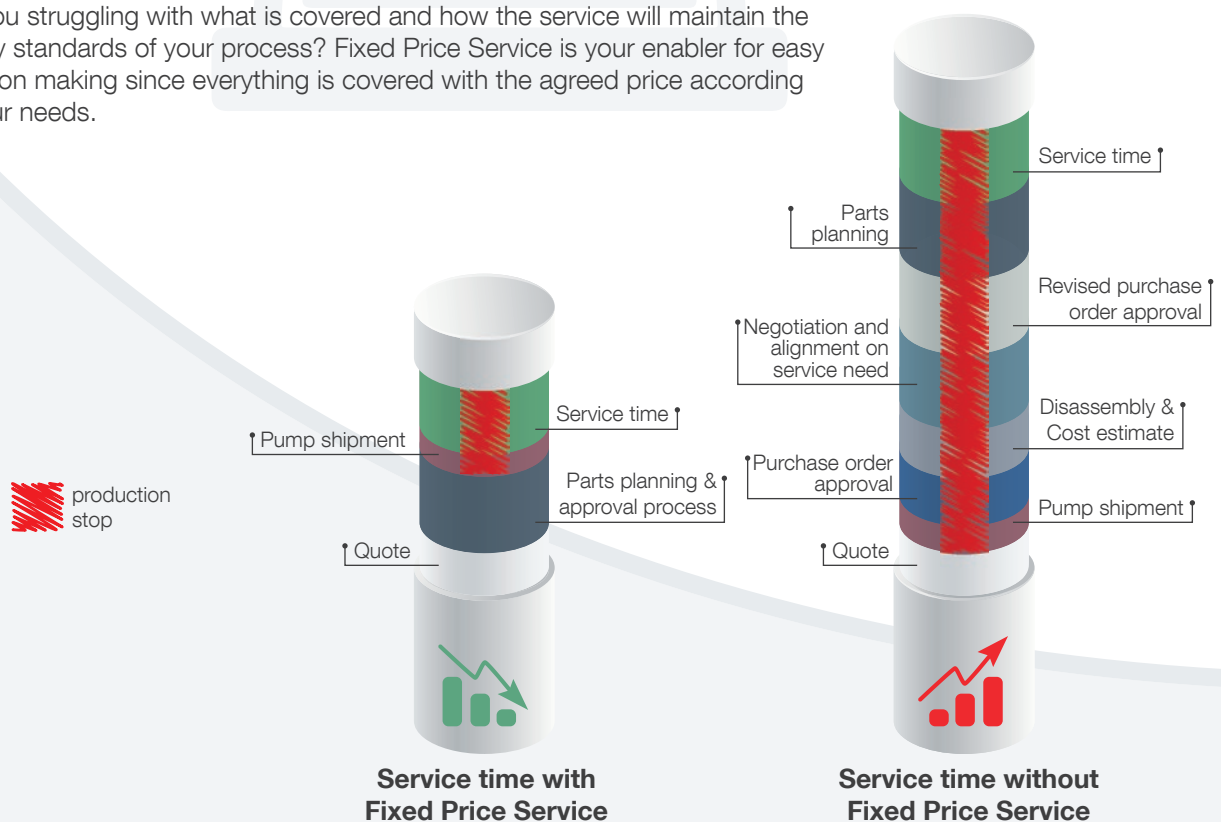 ou struggling with what is covered and how the service will maintain the
y standards of your process? Fixed Price Service is your enabler for easy
on making since everything is covered with the agreed price according
ur needs.
Service time
Parts
planning
Revised purchase
order approval
Negotiation and
alignment on
service need
Disassembly &
Cost estimate
Purchase order
approval
Pump shipment
Quote
Service time
Pump shipment
Parts planning &
approval process
Quote
production
stop
Service time with
Fixed Price Service
Service time without
Fixed Price Service